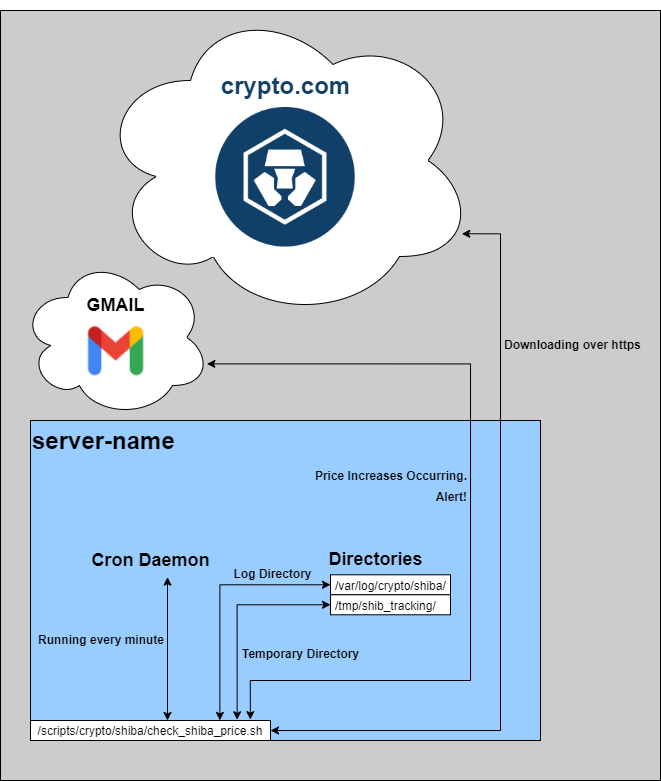 crypto.com
GMAIL
Downloading over https
server-name
Price Increases Occurring.
Alert!
Cron Daemon
Directories
Log Directory
/var/log/crypto/shiba/
/tmp/shib_tracking/
Running every minute
Temporary Directory
/scripts/crypto/shiba/check_shiba_price.sh